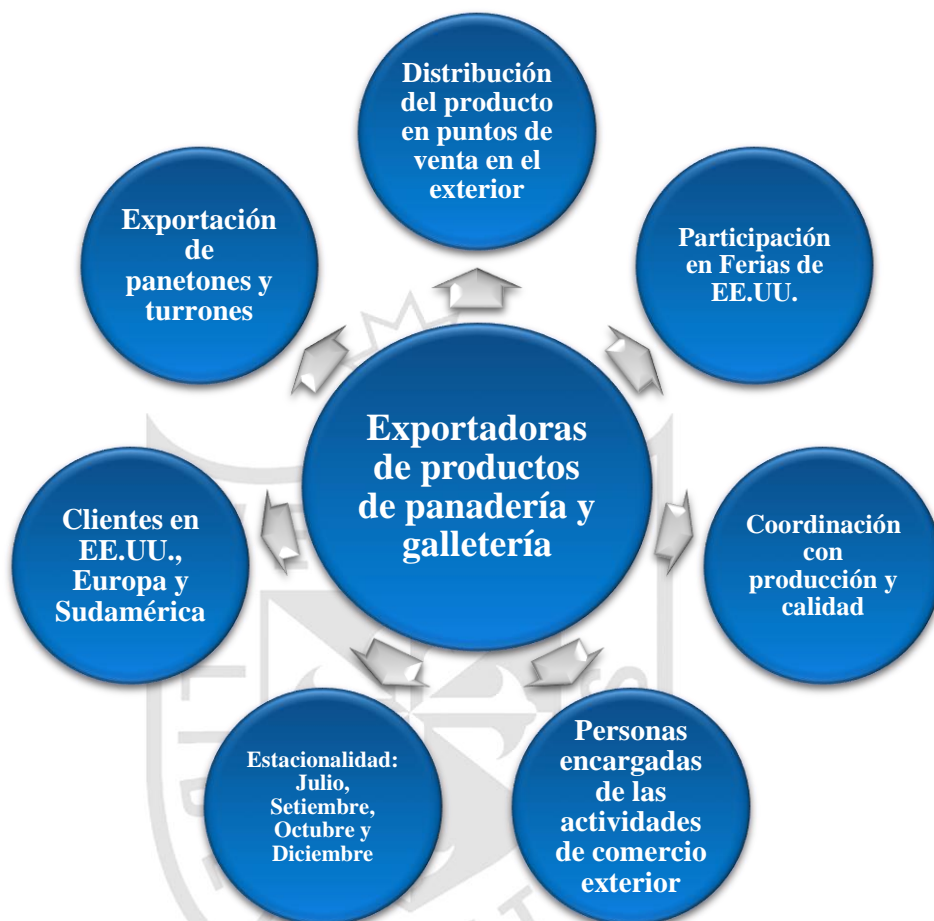 Distribución
del producto
en puntos de
venta en el
exterior
Participación
en Ferias de
EE.UU.
Coordinación
con
producción y
calidad
Personas
encargadas
de las
actividades
de comercio
exterior
Estacionalidad:
Julio,
Setiembre,
Octubre y
Diciembre
Clientes en
EE.UU.,
Europa y
Sudamérica
Exportación
de
panetones y
turrones
Exportadoras
de productos
de panadería y
galletería